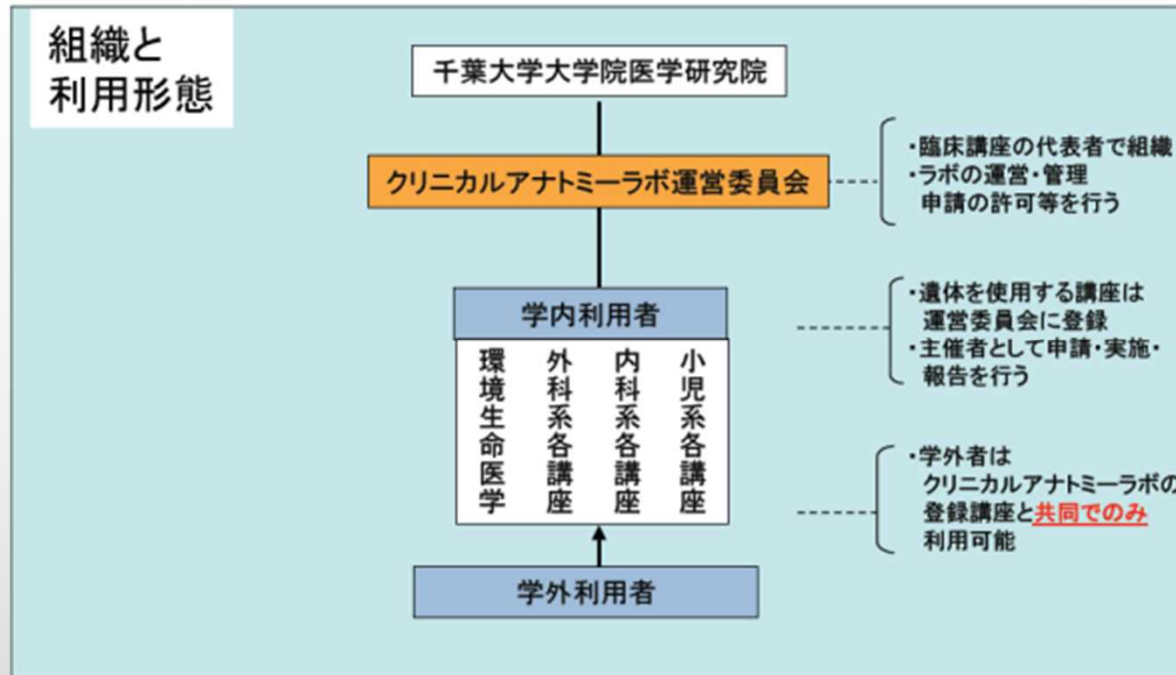 組織と
利用形態
千葉大学大学院医学研究院
クリニカルアナトミーラボ運営委員会
・臨床講座の代表者で組織
・ラボの運営・管理
申請の許可等を行う
学内利用者
環境生命医学
外科系各講座
内科系各講座
小児系各講座
・遺体を使用する講座は
運営委員会に登録
・主催者として申請・実施・
報告を行う
・学外者は
クリニカルアナトミーラボの
登録講座と共同でのみ
利用可能
学外利用者